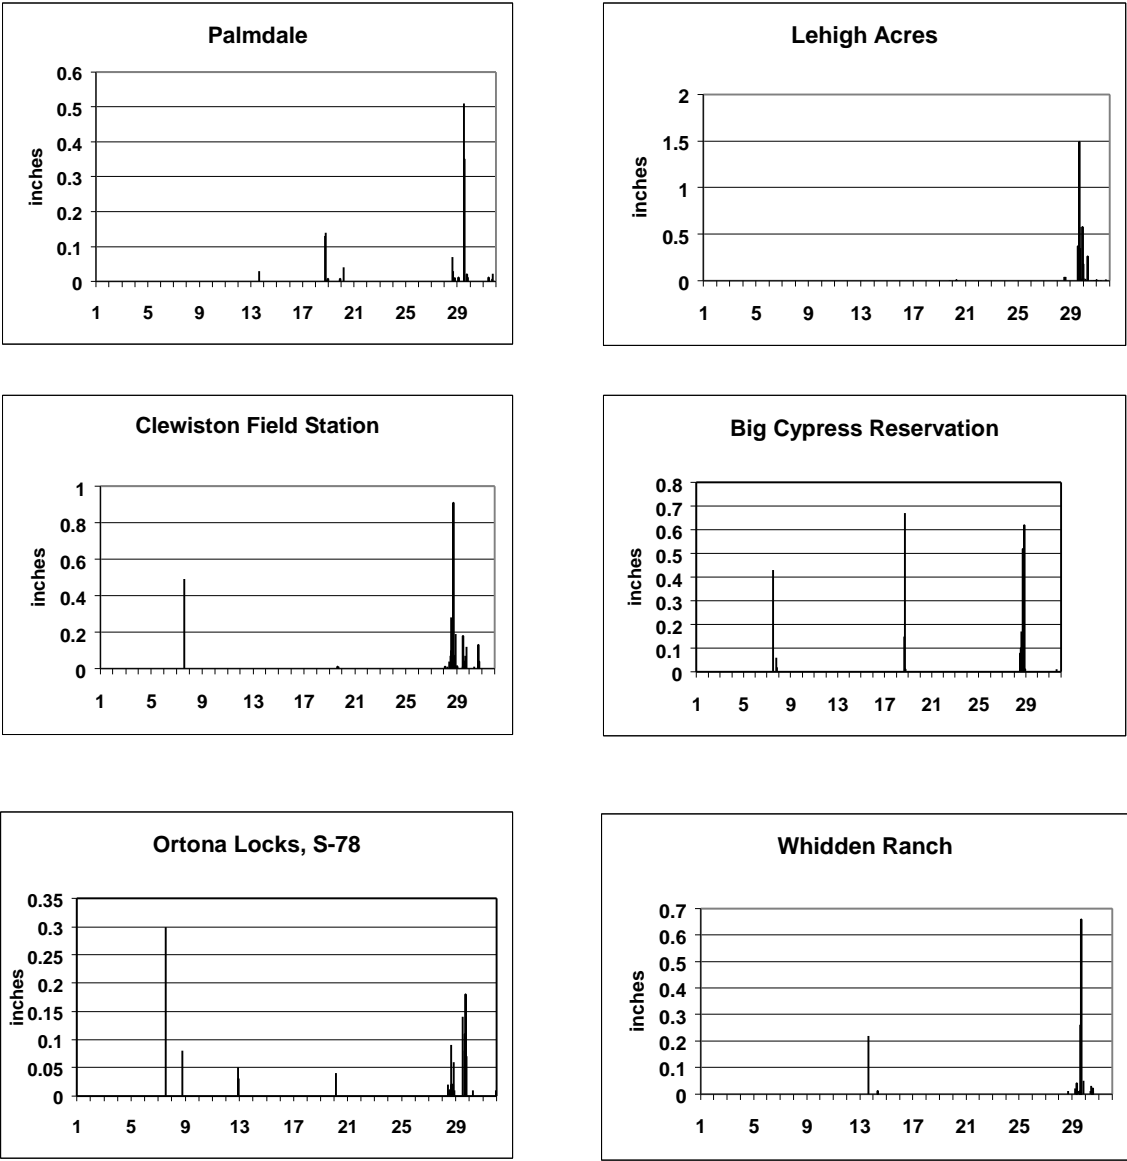 Palmdale
0.6
0.5
0.4
0.3
0.2
0.1
0
inches
1 5 9 13 17 21 25 29
Lehigh Acres
2
1.5
1
0.5
0
inches
1 5 9 13 17 21 25 29
Clewiston Field Station
1
0.8
0.6
0.4
0.2
0
inches
1 5 9 13 17 21 25 29
Big Cypress Reservation
0.8
0.7
0.6
0.5
0.4
0.3
0.2
0.1
0
inches
1 5 9 13 17 21 25 29
Ortona Locks, S-78
0.35
0.3
0.25
0.2
0.15
0.1
0.05
0
inches
1 5 9 13 17 21 25 29
Whidden Ranch
0.7
0.6
0.5
0.4
0.3
0.2
0.1
0
inches
1 5 9 13 17 21 25 29